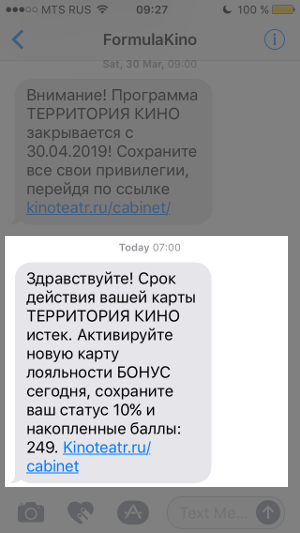 MTS RUS 09:27 100 %
FormulaKino
Sat, 30 Mar, 09:00
Внимание! Программа
ТЕРРИТОРИЯ КИНО
закрывается с
30.04.2019! Сохраните
все свои привилегии,
перейдя по ссылке
kinoteatr.ru/cabinet/
Today 07:00
Здравствуйте! Срок
действия вашей карты
ТЕРРИТОРИЯ КИНО
истек. Активируйте
новую карту
лояльности БОНУС
сегодня, сохраните
ваш статус 10% и
накопленные баллы:
249. Kinoteatr.ru/
cabinet
Text Me...